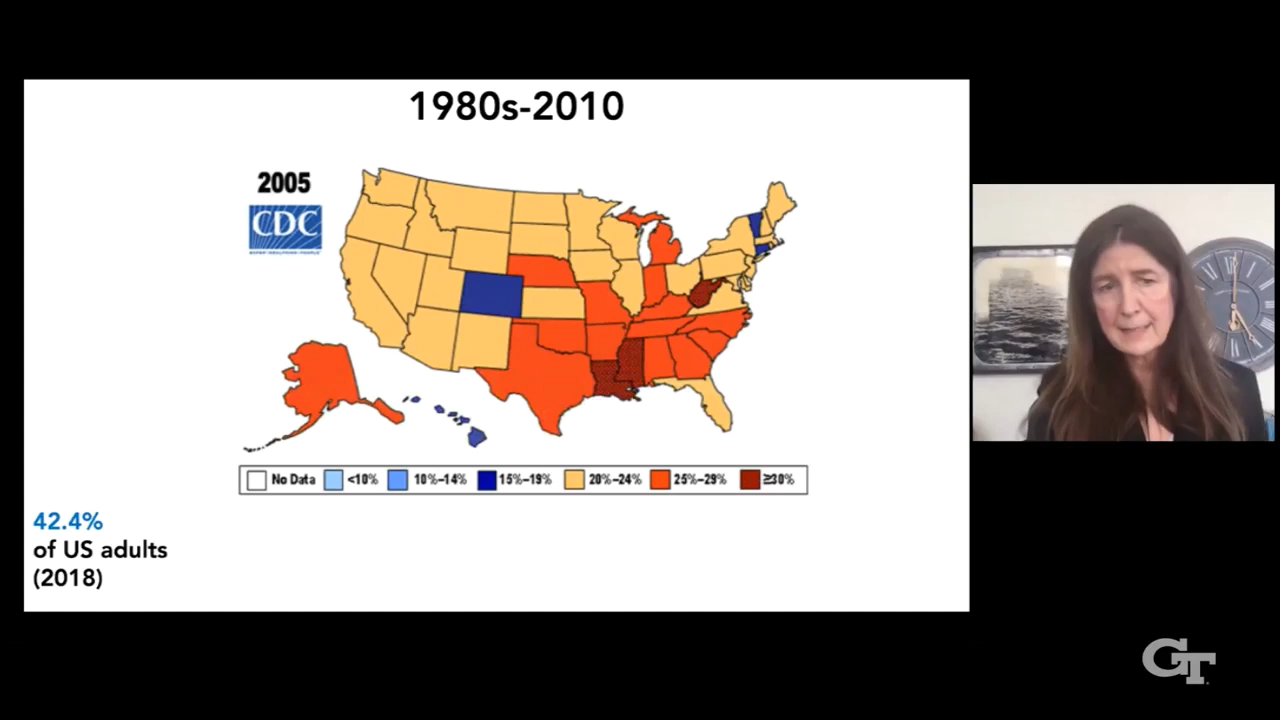 1980s-2010
2005
CDC
No Data <10% 10%–14% 15%–19% 20%–24% 25%–29% ≥30%
42.4%
of US adults
(2018)
GT